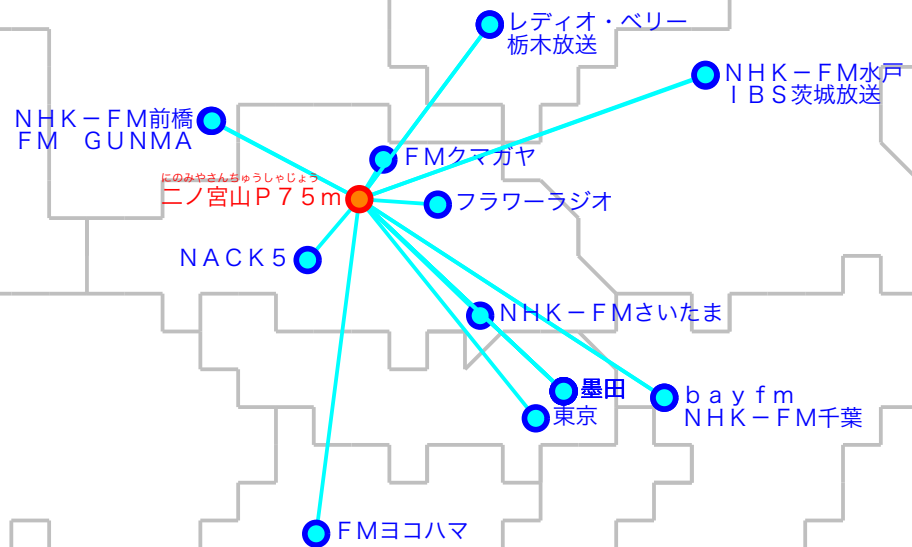 レディオ・ベリー
栃木放送
ＮＨＫ－ＦＭ水戸
ＩＢＳ茨城放送
ＮＨＫ－ＦＭ前橋
ＦＭ　ＧＵＮＭＡ
ＦＭクマガヤ
にのみやさんちゅうしゃじょう
二ノ宮山Ｐ７５ｍ
フラワーラジオ
ＮＡＣＫ５
ＮＨＫ－ＦＭさいたま
墨田
ｂａｙｆｍ
ＮＨＫ－ＦＭ千葉
東京
ＦＭヨコハマ